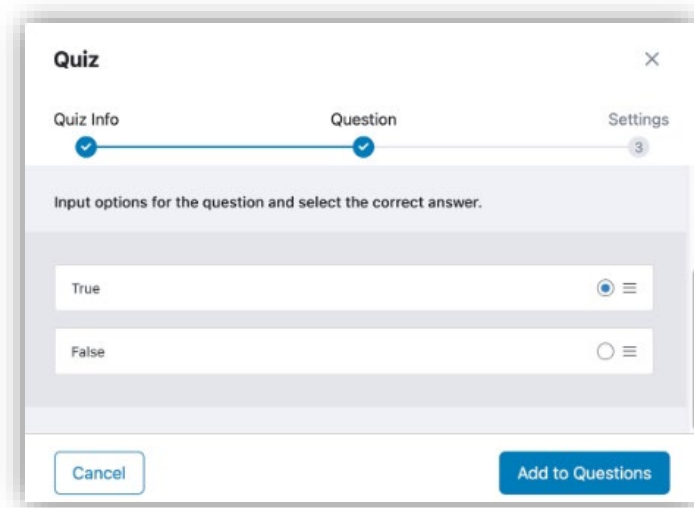 Quiz
Quiz Info Question Settings
3
Input options for the question and select the correct answer.
True
False
Cancel Add to Questions